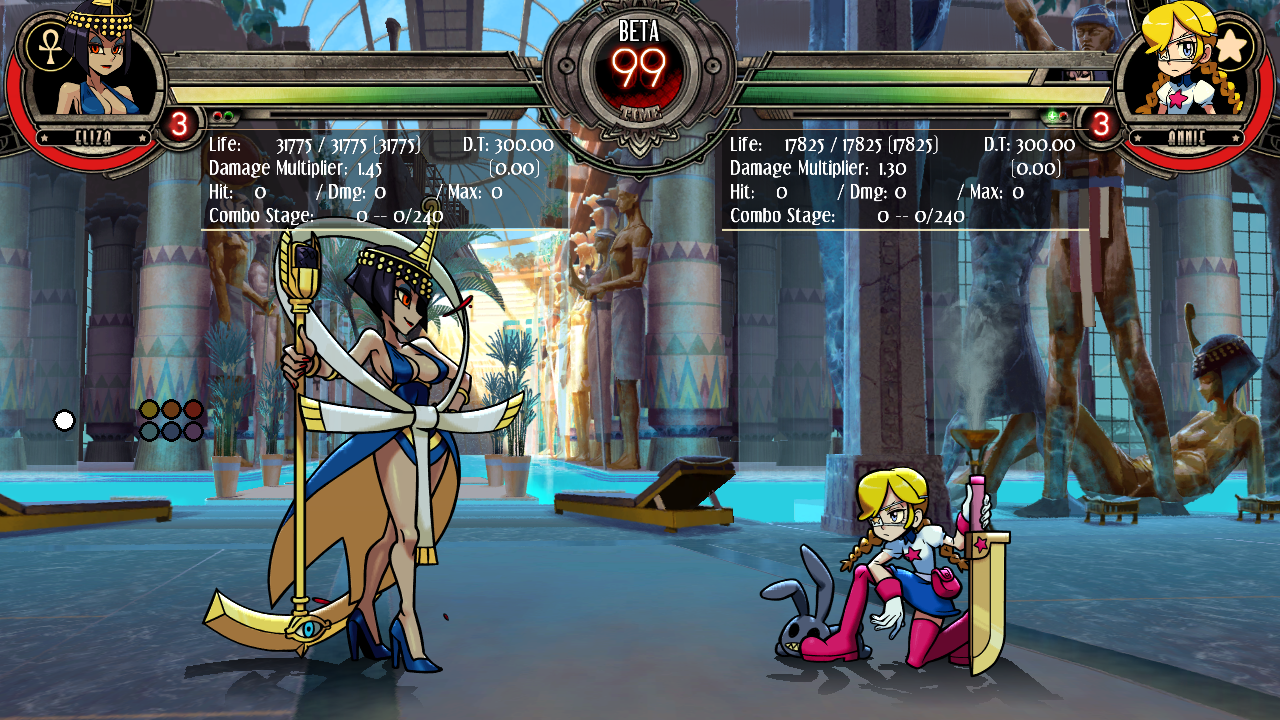 BETA
99
TIME
ELIZA
3
3
ANNIE
Life: 31775 / 31775 (31775) D.T: 300.00
Damage Multiplier: 1.45 (0.00)
Hit: 0 / Dmg: 0 / Max: 0
Combo Stage: 0 -- 0/240
Life: 17825 / 17825 (17825) D.T: 300.00
Damage Multiplier: 1.30 (0.00)
Hit: 0 / Dmg: 0 / Max: 0
Combo Stage: 0 -- 0/240